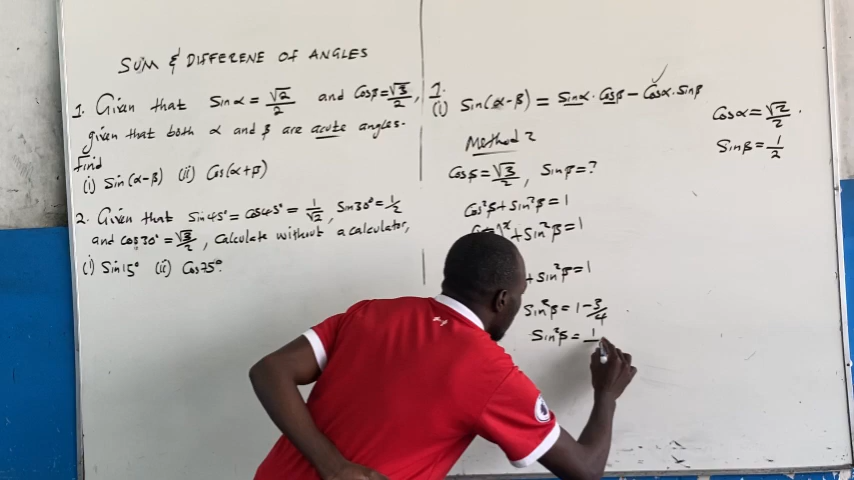 SUM & DIFFERENE OF ANGLES
1. Given that Sinα = √2/2 and Cosβ = √3/2,
given that both α and β are acute angles.
find
(i) Sin(α-β) (ii) Cos(α+β)
2. Given that Sin45° = cos45° = 1/√2, Sin30° = 1/2
and cos30° = √3/2, calculate without a calculator,
(i) Sin15° (ii) Cos75°.
1.
(i) Sin(α-β) = Sinα·Cosβ - Cosα·Sinβ
Method 2
Cosβ = √3/2, Sinβ = ?
Cos²β + Sin²β = 1
+ Sin²β = 1
+ Sin²β = 1
Sin²β = 1 - 3/4
Sin²β = 1
Cosα = √2/2.
Sinβ = 1/2